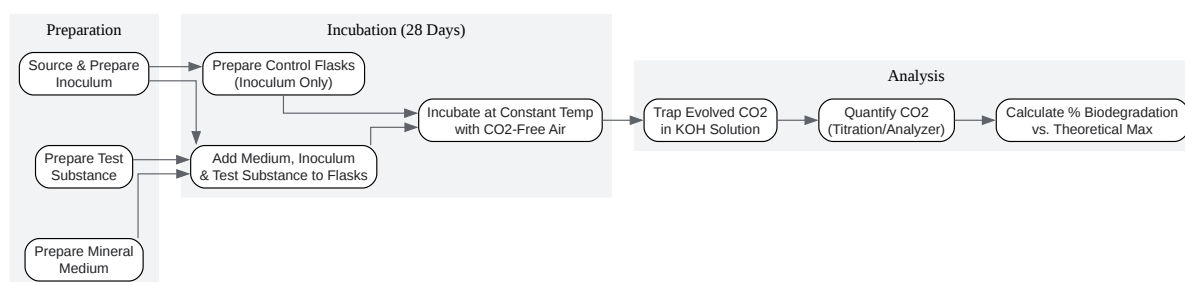 Preparation
Source & Prepare
Inoculum
Prepare Test
Substance
Prepare Mineral
Medium
Incubation (28 Days)
Prepare Control Flasks
(Inoculum Only)
Add Medium, Inoculum
& Test Substance to Flasks
Incubate at Constant Temp
with CO2-Free Air
Analysis
Trap Evolved CO2
in KOH Solution
Quantify CO2
(Titration/Analyzer)
Calculate % Biodegradation
vs. Theoretical Max